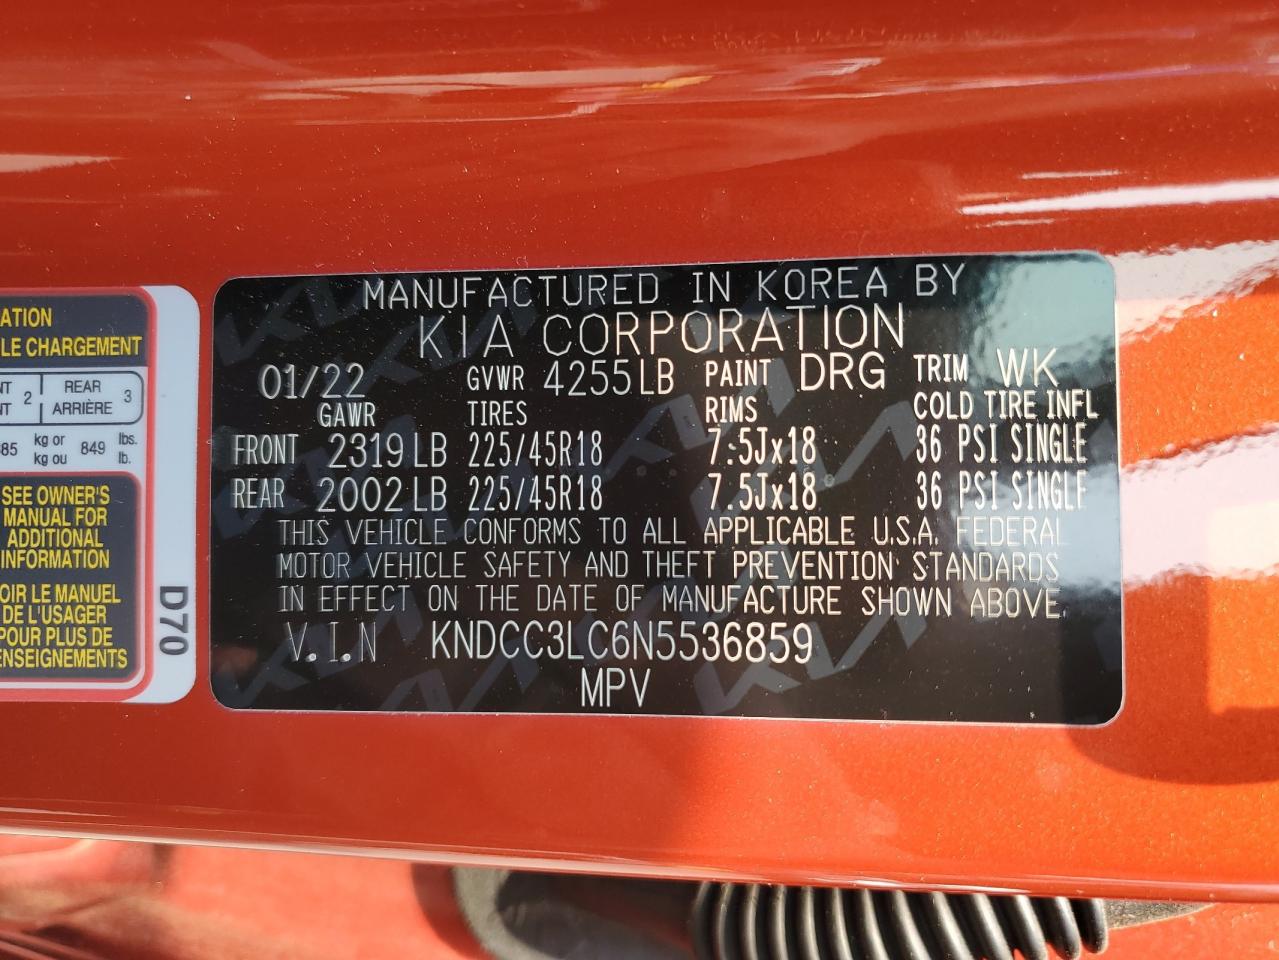 ATION
LE CHARGEMENT
NT 2 REAR 3
NT ARRIÈRE
385 kg or 849 lbs.
kg ou lb.
SEE OWNER'S
MANUAL FOR
ADDITIONAL
INFORMATION
OIR LE MANUEL
DE L'USAGER
POUR PLUS DE
ENSEIGNEMENTS
D70
MANUFACTURED IN KOREA BY
KIA CORPORATION
01/22 GVWR 4255LB PAINT DRG TRIM WK
GAWR TIRES RIMS COLD TIRE INFL
FRONT 2319LB 225/45R18 7.5Jx18 36 PSI SINGLE
REAR 2002LB 225/45R18 7.5Jx18 36 PSI SINGLE
THIS VEHICLE CONFORMS TO ALL APPLICABLE U.S.A. FEDERAL
MOTOR VEHICLE SAFETY AND THEFT PREVENTION STANDARDS
IN EFFECT ON THE DATE OF MANUFACTURE SHOWN ABOVE.
V.I.N KNDCC3LC6N5536859
MPV